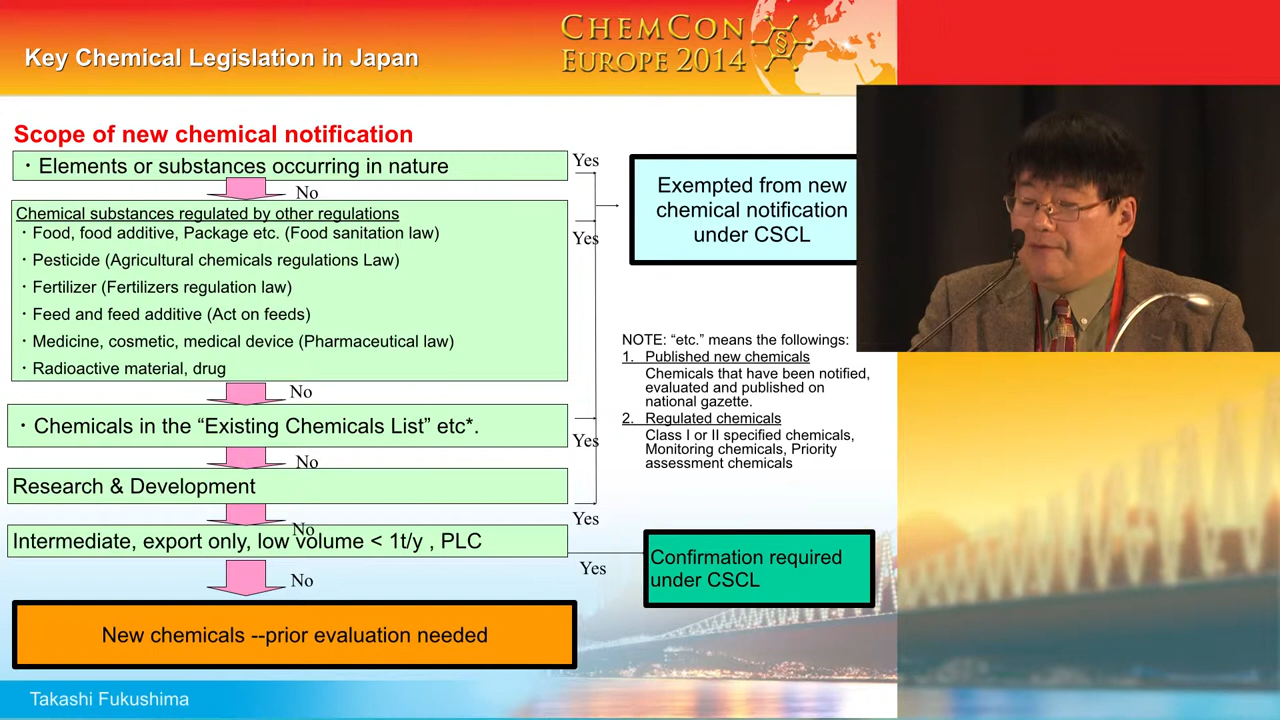 Key Chemical Legislation in Japan
CHEMCON
EUROPE 2014
§
Scope of new chemical notification
・Elements or substances occurring in nature
Yes
No
Chemical substances regulated by other regulations
・Food, food additive, Package etc. (Food sanitation law)
・Pesticide (Agricultural chemicals regulations Law)
・Fertilizer (Fertilizers regulation law)
・Feed and feed additive (Act on feeds)
・Medicine, cosmetic, medical device (Pharmaceutical law)
・Radioactive material, drug
Yes
No
・Chemicals in the “Existing Chemicals List” etc*.
Yes
No
Research & Development
Yes
No
Intermediate, export only, low volume < 1t/y , PLC
Yes
No
New chemicals --prior evaluation needed
Exempted from new
chemical notification
under CSCL
NOTE: “etc.” means the followings:
1. Published new chemicals
Chemicals that have been notified,
evaluated and published on
national gazette.
2. Regulated chemicals
Class I or II specified chemicals,
Monitoring chemicals, Priority
assessment chemicals
Confirmation required
under CSCL
Takashi Fukushima